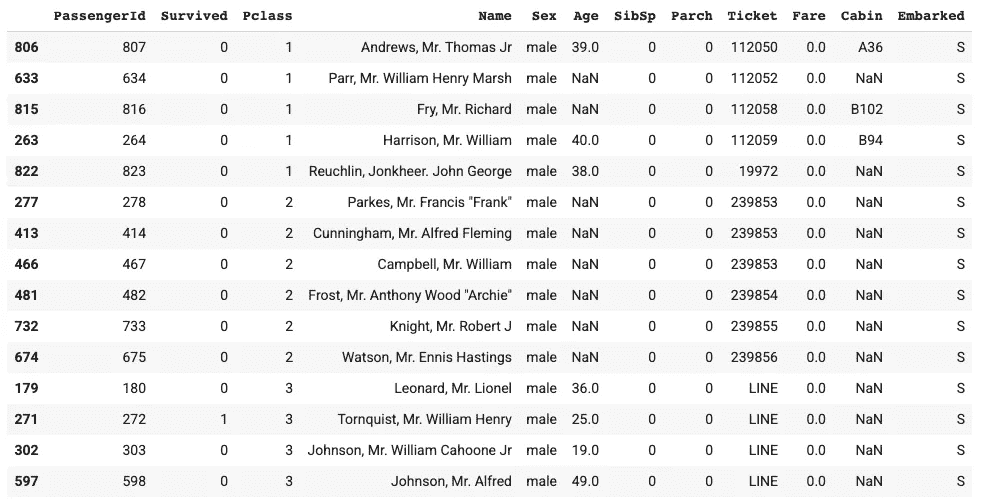 PassengerId Survived Pclass Name Sex Age SibSp Parch Ticket Fare Cabin Embarked
806 807 0 1 Andrews, Mr. Thomas Jr male 39.0 0 0 112050 0.0 A36 S
633 634 0 1 Parr, Mr. William Henry Marsh male NaN 0 0 112052 0.0 NaN S
815 816 0 1 Fry, Mr. Richard male NaN 0 0 112058 0.0 B102 S
263 264 0 1 Harrison, Mr. William male 40.0 0 0 112059 0.0 B94 S
822 823 0 1 Reuchlin, Jonkheer. John George male 38.0 0 0 19972 0.0 NaN S
277 278 0 2 Parkes, Mr. Francis "Frank" male NaN 0 0 239853 0.0 NaN S
413 414 0 2 Cunningham, Mr. Alfred Fleming male NaN 0 0 239853 0.0 NaN S
466 467 0 2 Campbell, Mr. William male NaN 0 0 239853 0.0 NaN S
481 482 0 2 Frost, Mr. Anthony Wood "Archie" male NaN 0 0 239854 0.0 NaN S
732 733 0 2 Knight, Mr. Robert J male NaN 0 0 239855 0.0 NaN S
674 675 0 2 Watson, Mr. Ennis Hastings male NaN 0 0 239856 0.0 NaN S
179 180 0 3 Leonard, Mr. Lionel male 36.0 0 0 LINE 0.0 NaN S
271 272 1 3 Tornquist, Mr. William Henry male 25.0 0 0 LINE 0.0 NaN S
302 303 0 3 Johnson, Mr. William Cahoone Jr male 19.0 0 0 LINE 0.0 NaN S
597 598 0 3 Johnson, Mr. Alfred male 49.0 0 0 LINE 0.0 NaN S